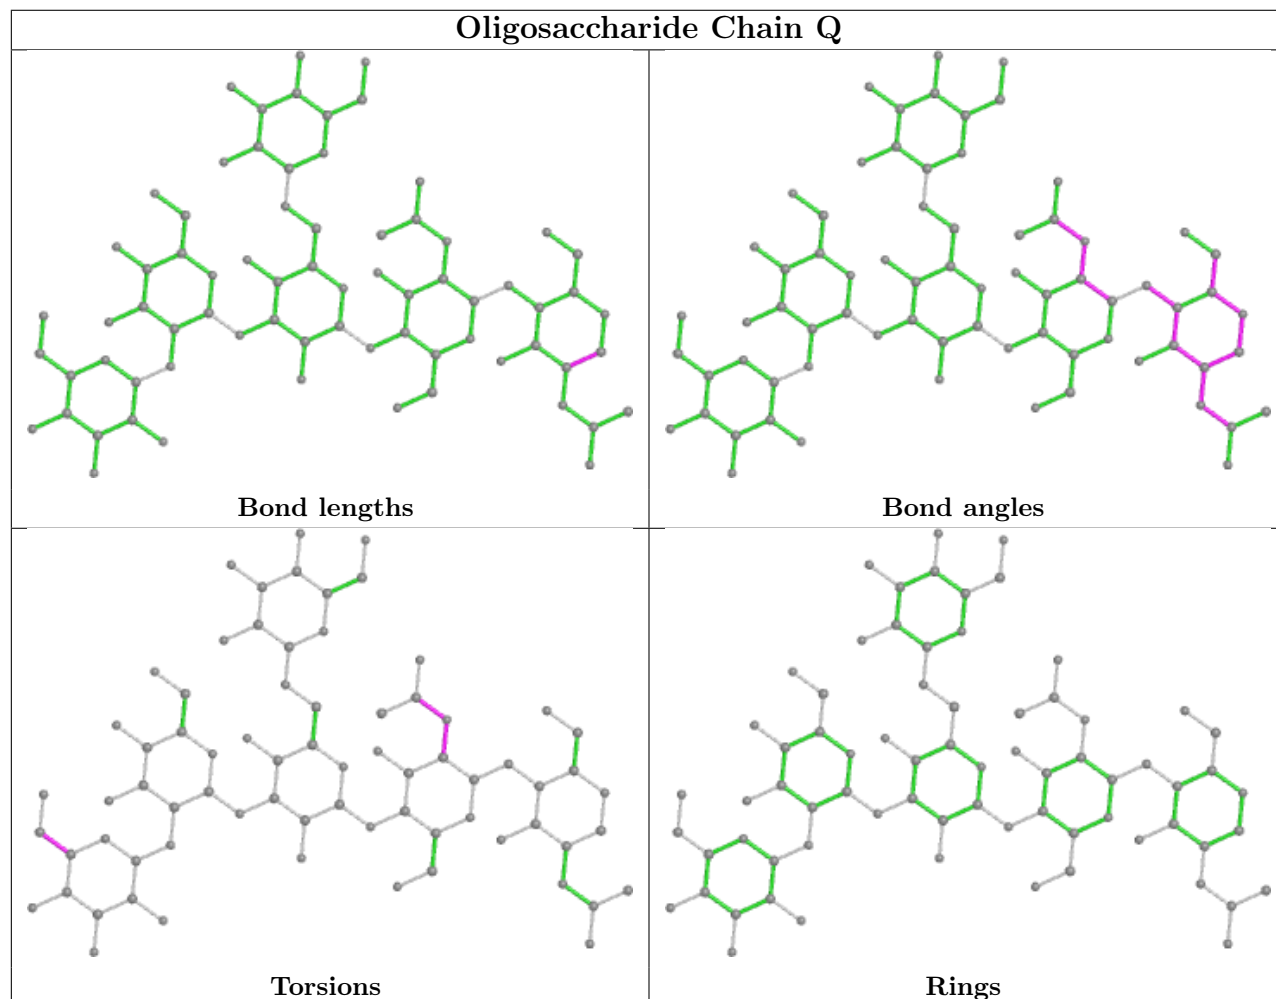 Oligosaccharide Chain Q
Bond lengths
Bond angles
Torsions
Rings